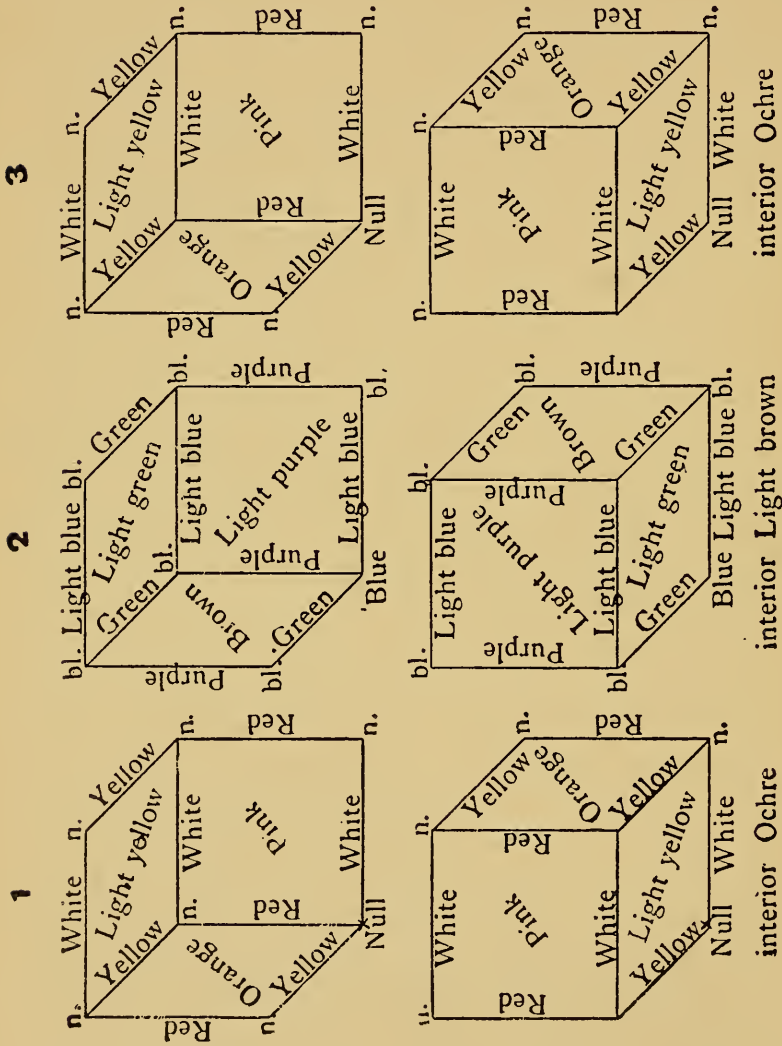 1
White
n.
n.
Yellow
Light yellow
Yellow
n.
White
n.
Red
Orange
Red
Pink
Red
n
Yellow
White
Null
n.
2
bl.
Light blue
bl.
Green
Light green
Green
bl.
Light blue
bl.
Purple
Brown
Purple
Light purple
Purple
bl.
Green
Light blue
Blue
bl.
3
White
n.
n.
Yellow
Light yellow
Yellow
White
n.
Red
Orange
Red
Pink
Red
n.
Yellow
White
Null
n.
White
n.
n.
Yellow
Orange
Red
Red
Pink
Red
White
Yellow
Light yellow
Yellow
n.
Null
White
interior Ochre
bl.
Light blue
bl.
bl.
Green
Brown
Purple
Purple
Light purple
Purple
bl.
Light blue
Green
Light green
Green
bl.
Blue
Light blue
interior Light brown
n.
White
n.
n.
Yellow
Orange
Red
Red
Pink
Red
White
Yellow
Light yellow
Yellow
n.
Null
White
interior Ochre